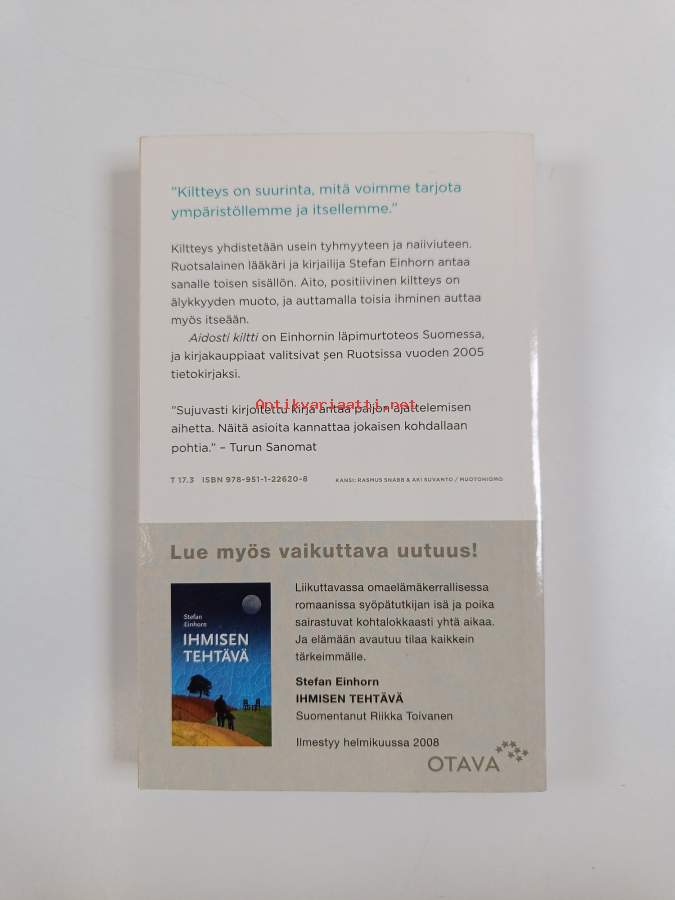 "Kiltteys on suurinta, mitä voimme tarjota
ympäristöllemme ja itsellemme."
Kiltteys yhdistetään usein tyhmyyteen ja naiiviuteen.
Ruotsalainen lääkäri ja kirjailija Stefan Einhorn antaa
sanalle toisen sisällön. Aito, positiivinen kiltteys on
älykkyyden muoto, ja auttamalla toisia ihminen auttaa
myös itseään.
Aidosti kiltti on Einhornin läpimurtoteos Suomessa,
ja kirjakauppiaat valitsivat sen Ruotsissa vuoden 2005
tietokirjaksi.
Antikvariaatti.net
"Sujuvasti kirjoitettu kirja antaa paljon ajattelemisen
aihetta. Näitä asioita kannattaa jokaisen kohdallaan
pohtia." – Turun Sanomat
T 17.3 ISBN 978-951-1-22620-8
KANSI: RASMUS SNABB & AKI SUVANTO / MUOTOHIOMO
Lue myös vaikuttava uutuus!
Stefan
Einhorn
IHMISEN
TEHTÄVÄ
Liikuttavassa omaelämäkerrallisessa
romaanissa syöpätutkijan isä ja poika
sairastuvat kohtalokkaasti yhtä aikaa.
Ja elämään avautuu tilaa kaikkein
tärkeimmälle.
Stefan Einhorn
IHMISEN TEHTÄVÄ
Suomentanut Riikka Toivanen
Ilmestyy helmikuussa 2008
OTAVA